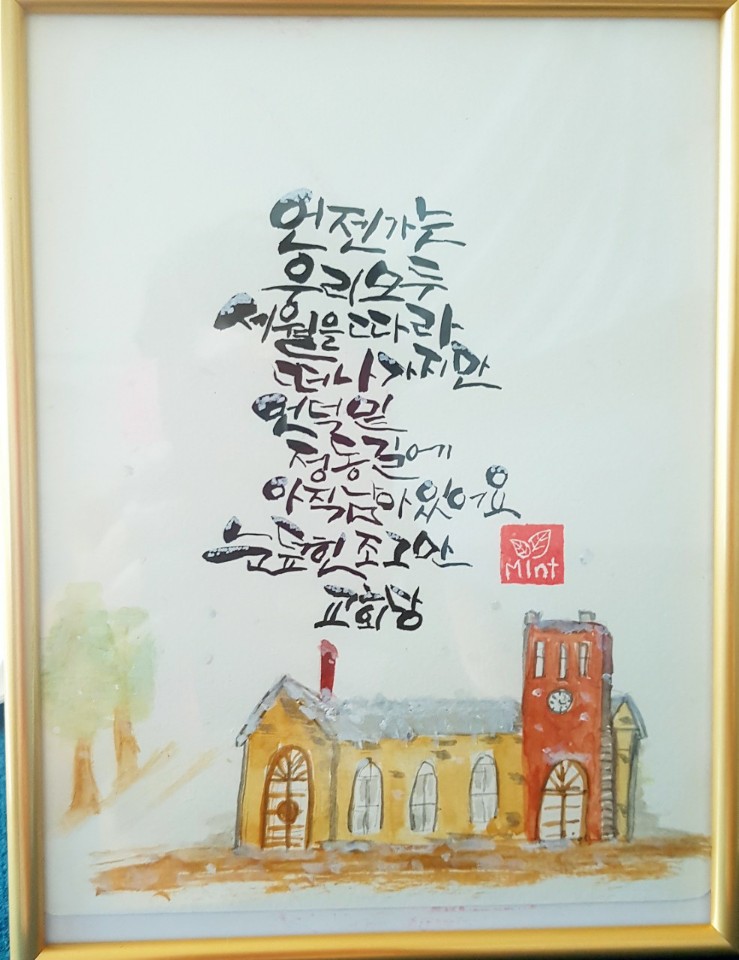 언젠가는
우리모두
세월을따라
떠나가지만
언덕밑
정동길에
아직남아있어요
눈덮힌조그만
교회당
Mint